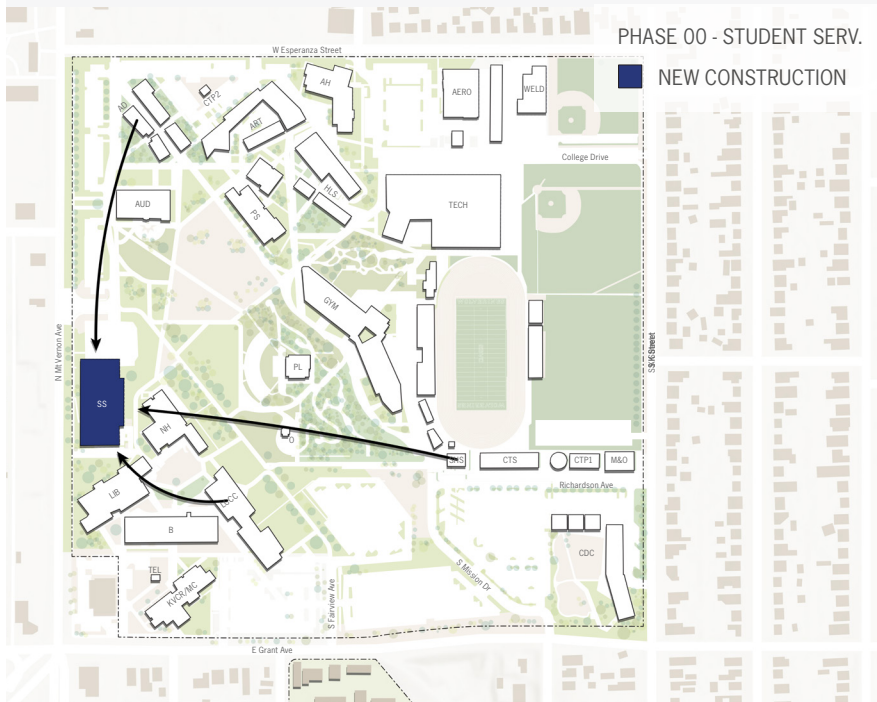 PHASE 00 - STUDENT SERV.
NEW CONSTRUCTION
W Esperanza Street
AD
CTP2
ART
AH
AERO
WELD
College Drive
HLS
PS
AUD
TECH
GYM
N Mt Vernon Ave
SS
PL
NH
O
SAS
CTS
CTP1
M&O
Richardson Ave
LIB
B
CDC
S Mission Dr
TEL
KVCR/MC
S Fairview Ave
E Grant Ave